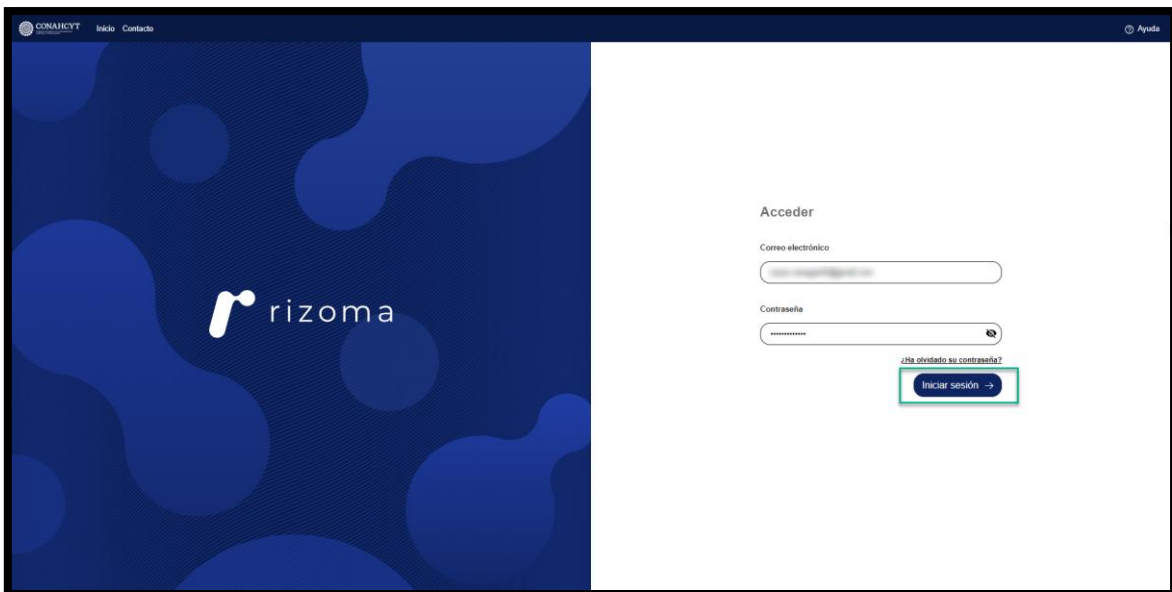 CONAHCYT Inicio Contacto
Ayuda
Acceder
Correo electrónico
rizoma
Contraseña
¿Ha olvidado su contraseña?
Iniciar sesión →